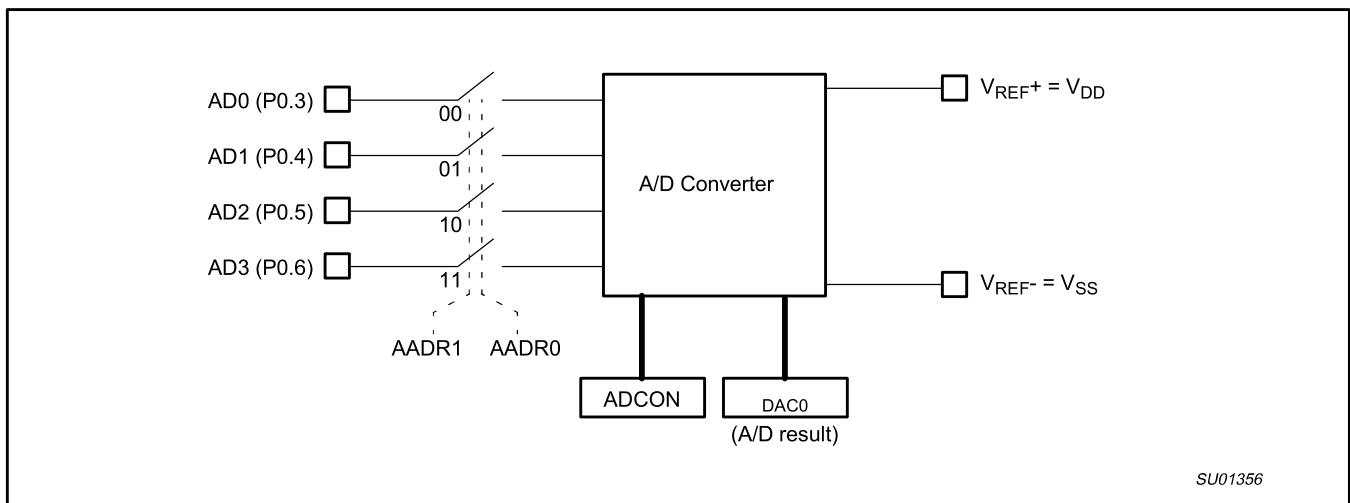 AD0 (P0.3)
00
AD1 (P0.4)
01
AD2 (P0.5)
10
AD3 (P0.6)
11
AADR1 AADR0
A/D Converter
VREF+ = VDD
VREF- = VSS
ADCON
DAC0
(A/D result)
SU01356